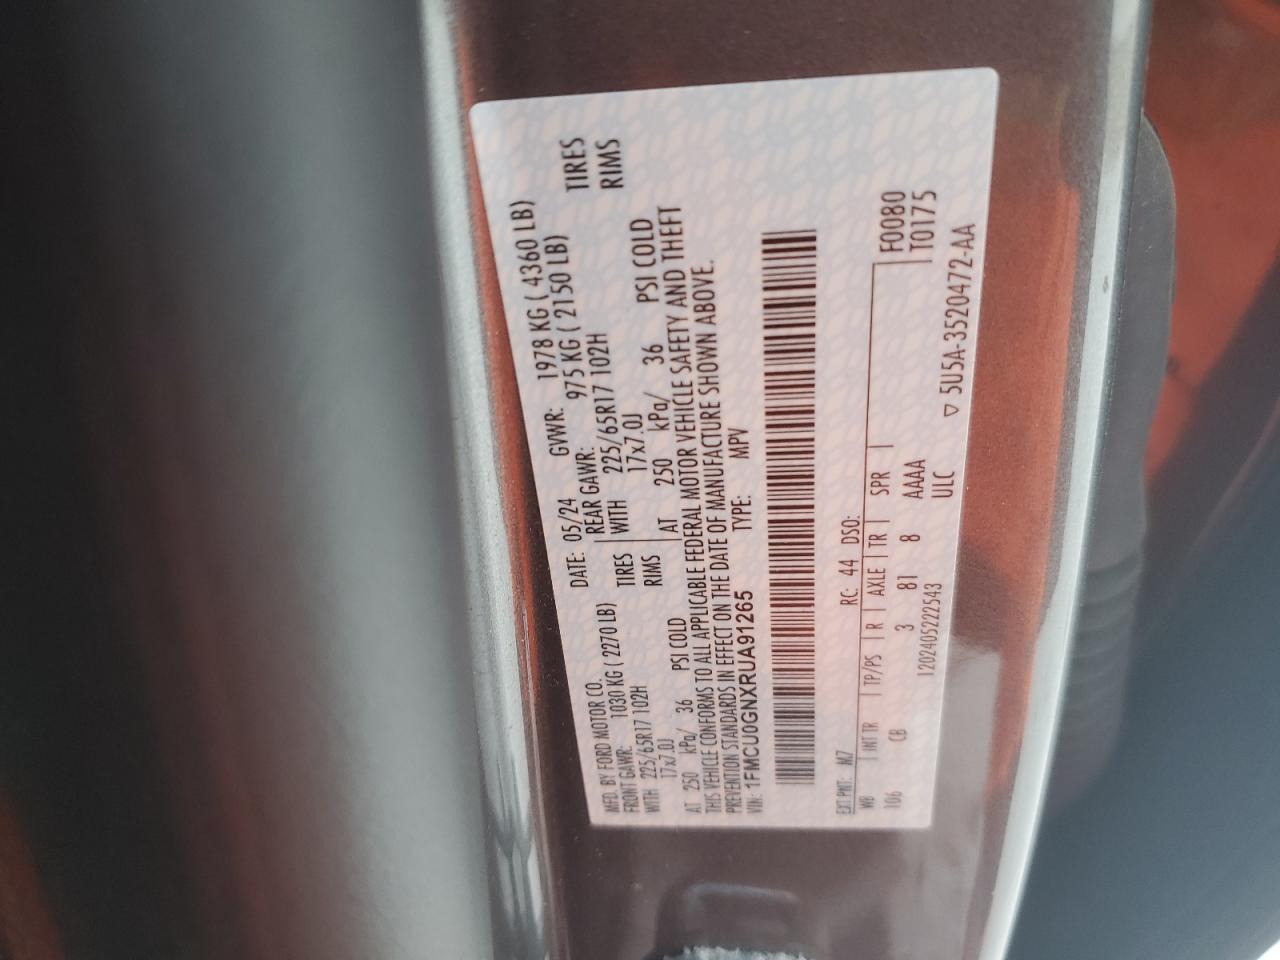 MFD. BY FORD MOTOR CO. DATE: 05/24 GVWR: 1978 KG ( 4360 LB)
FRONT GAWR: 1030 KG ( 2270 LB) REAR GAWR: 975 KG ( 2150 LB)
WITH 225/65R17 102H TIRES WITH 225/65R17 102H TIRES
17x7.0J RIMS 17x7.0J RIMS
AT 250 kPa/ 36 PSI COLD AT 250 kPa/ 36 PSI COLD
THIS VEHICLE CONFORMS TO ALL APPLICABLE FEDERAL MOTOR VEHICLE SAFETY AND THEFT
PREVENTION STANDARDS IN EFFECT ON THE DATE OF MANUFACTURE SHOWN ABOVE.
VIN: 1FMCU0GNXRUA91265 TYPE: MPV
EXT PNT: M7 RC: 44 DSO:
WB INT TR TP/PS R AXLE TR SPR F0080
106 CB 3 81 8 AAAA T0175
1202405222543 ULC
▽ 5U5A-3520472-AA